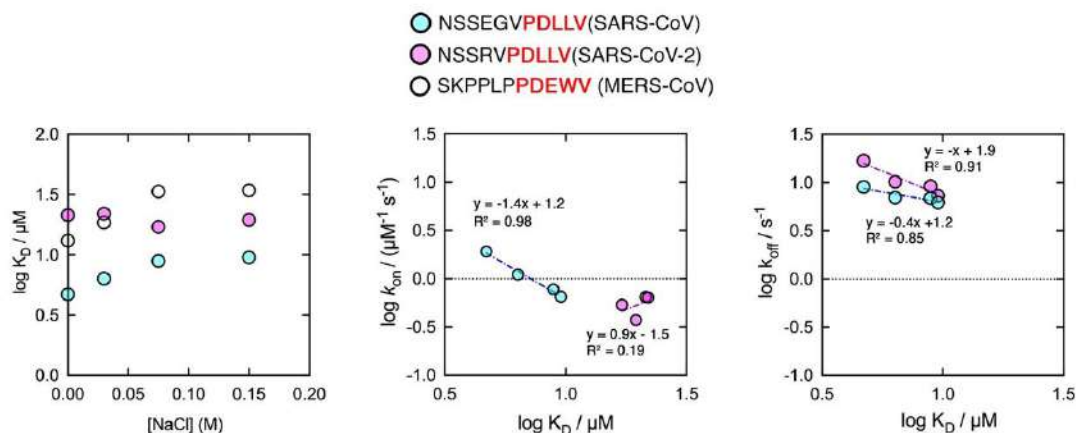 NSSEGVPDLLV(SARS-CoV)
NSSRVPDLLV(SARS-CoV-2)
SKPPLPPDEWV (MERS-CoV)
log K_D / µM
2.0
1.5
1.0
0.5
0.0
0.00 0.05 0.10 0.15 0.20
[NaCl] (M)
log k_on / (µM⁻¹ s⁻¹)
1.5
1.0
0.5
0.0
-0.5
-1.0
y = -1.4x + 1.2
R² = 0.98
y = 0.9x - 1.5
R² = 0.19
0.5 1.0 1.5
log K_D / µM
log k_off / s⁻¹
1.5
1.0
0.5
0.0
-0.5
-1.0
y = -x + 1.9
R² = 0.91
y = -0.4x +1.2
R² = 0.85
0.5 1.0 1.5
log K_D / µM